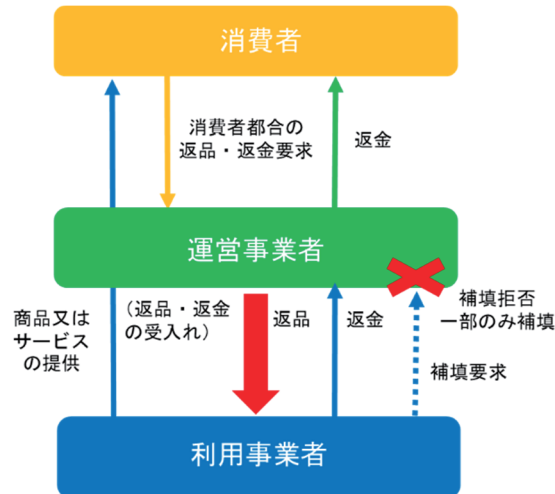 消費者
消費者都合の
返品・返金要求
返金
運営事業者
商品又は
サービス
の提供
（返品・返金
の受入れ）
返品
返金
補填拒否
一部のみ補填
補填要求
利用事業者